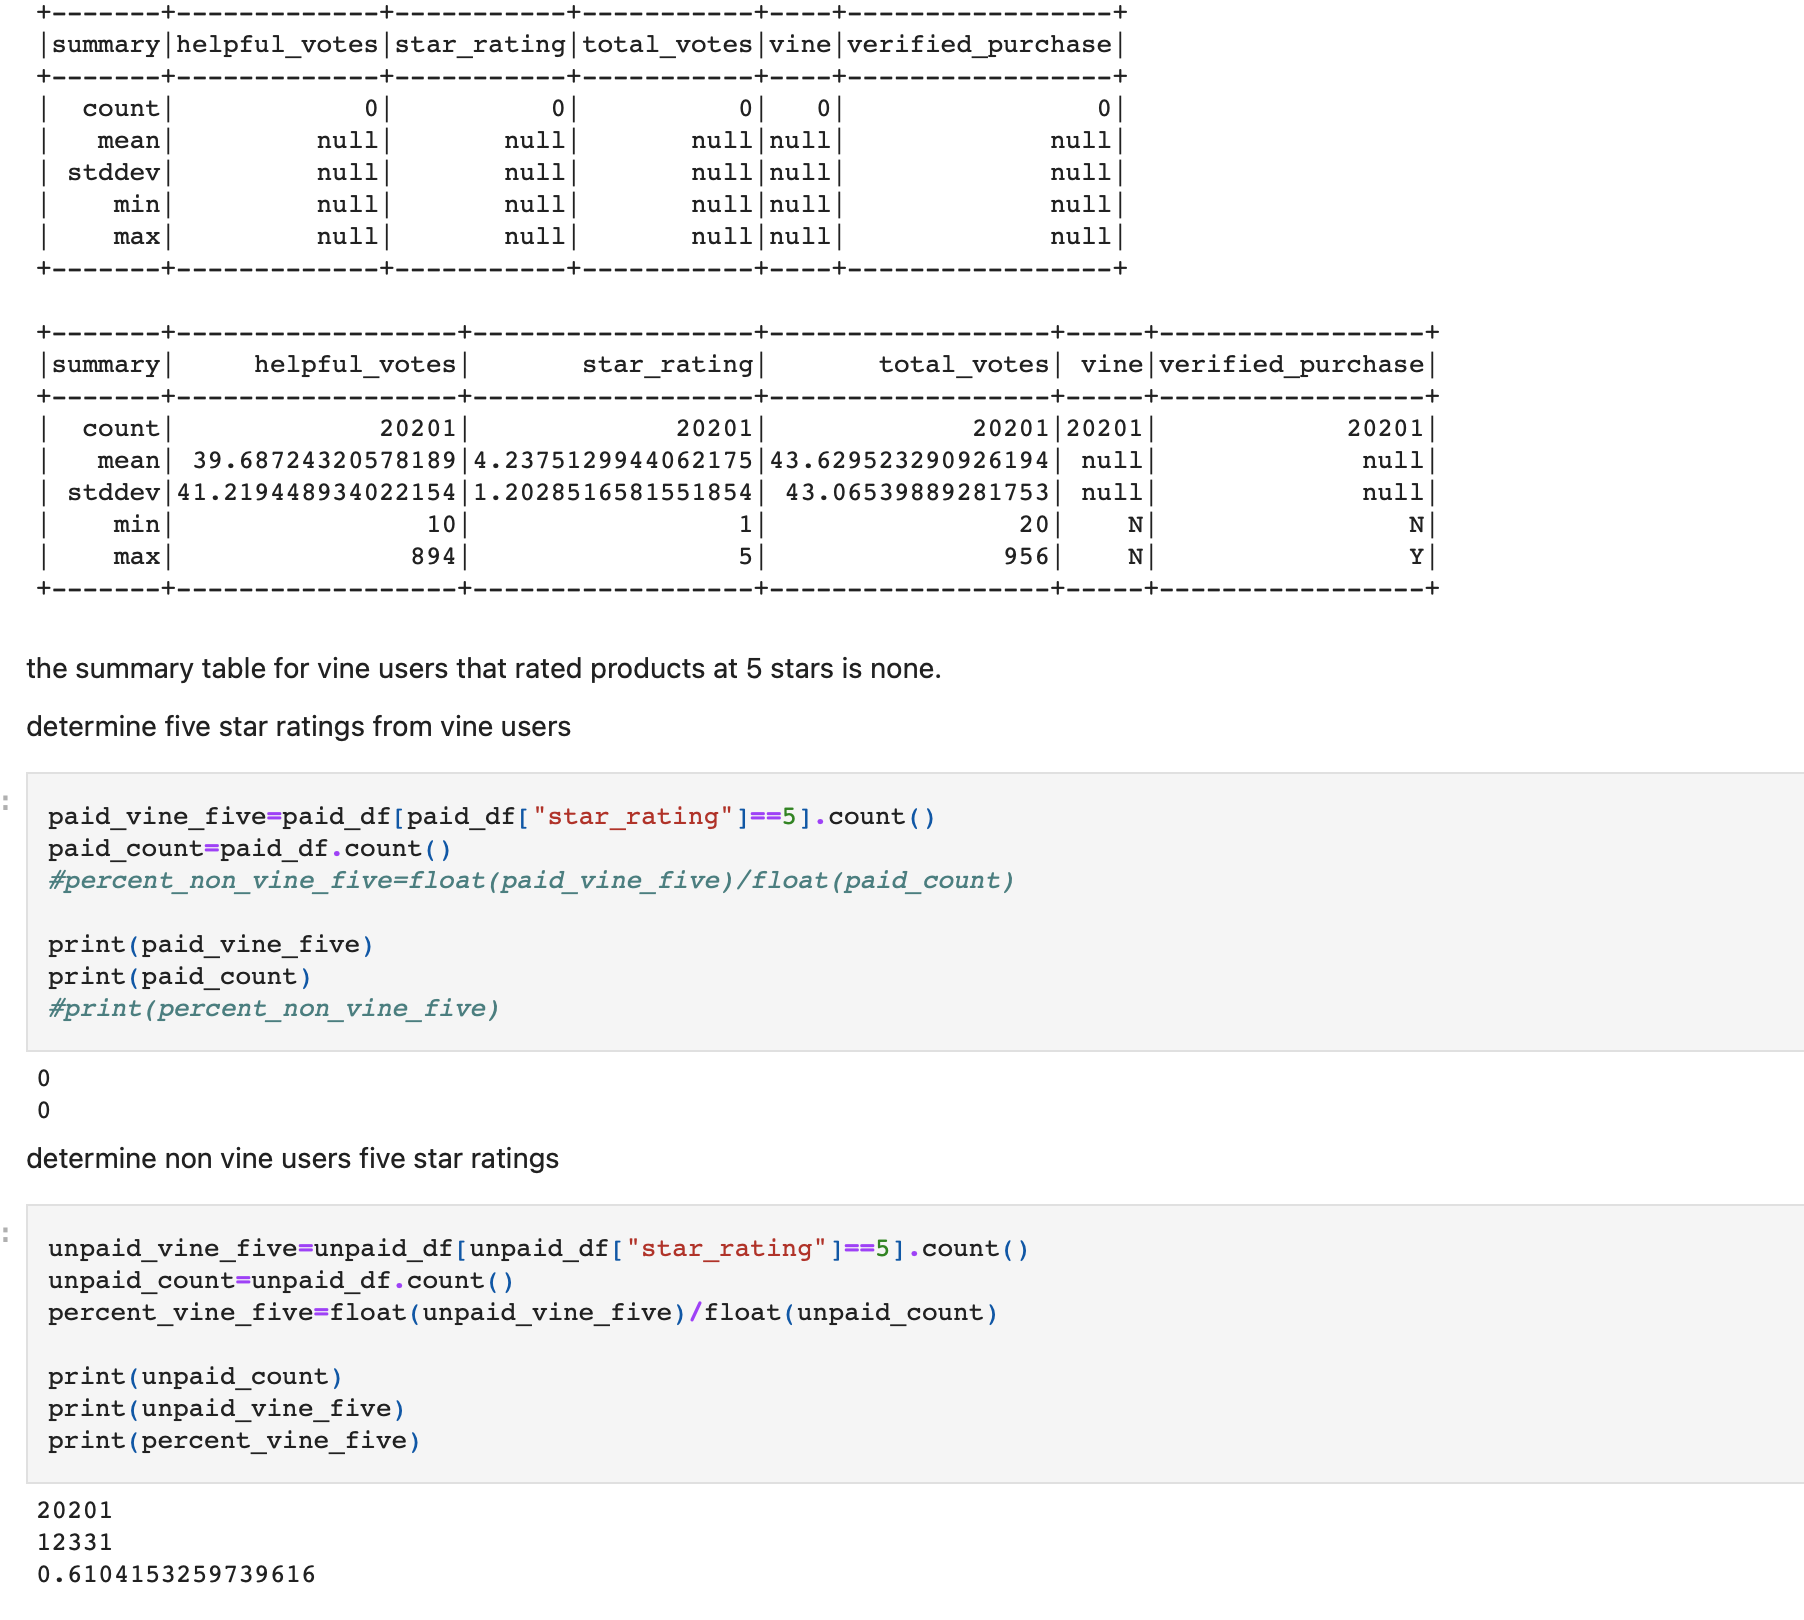 +-------+-------------+-----------+-----------+----+-----------------+
|summary|helpful_votes|star_rating|total_votes|vine|verified_purchase|
+-------+-------------+-----------+-----------+----+-----------------+
|  count|            0|          0|          0|   0|                0|
|   mean|         null|       null|       null|null|             null|
| stddev|         null|       null|       null|null|             null|
|    min|         null|       null|       null|null|             null|
|    max|         null|       null|       null|null|             null|
+-------+-------------+-----------+-----------+----+-----------------+
+-------+------------------+------------------+------------------+-----+-----------------+
|summary|     helpful_votes|       star_rating|       total_votes| vine|verified_purchase|
+-------+------------------+------------------+------------------+-----+-----------------+
|  count|             20201|             20201|             20201|20201|            20201|
|   mean| 39.68724320578189|4.2375129944062175|43.629523290926194| null|             null|
| stddev|41.219448934022154|1.2028516581551854| 43.06539889281753| null|             null|
|    min|                10|                 1|                20|    N|                N|
|    max|               894|                 5|               956|    N|                Y|
+-------+------------------+------------------+------------------+-----+-----------------+
the summary table for vine users that rated products at 5 stars is none.
determine five star ratings from vine users
:
paid_vine_five=paid_df[paid_df["star_rating"]==5].count()
paid_count=paid_df.count()
#percent_non_vine_five=float(paid_vine_five)/float(paid_count)
print(paid_vine_five)
print(paid_count)
#print(percent_non_vine_five)
0
0
determine non vine users five star ratings
:
unpaid_vine_five=unpaid_df[unpaid_df["star_rating"]==5].count()
unpaid_count=unpaid_df.count()
percent_vine_five=float(unpaid_vine_five)/float(unpaid_count)
print(unpaid_count)
print(unpaid_vine_five)
print(percent_vine_five)
20201
12331
0.6104153259739616